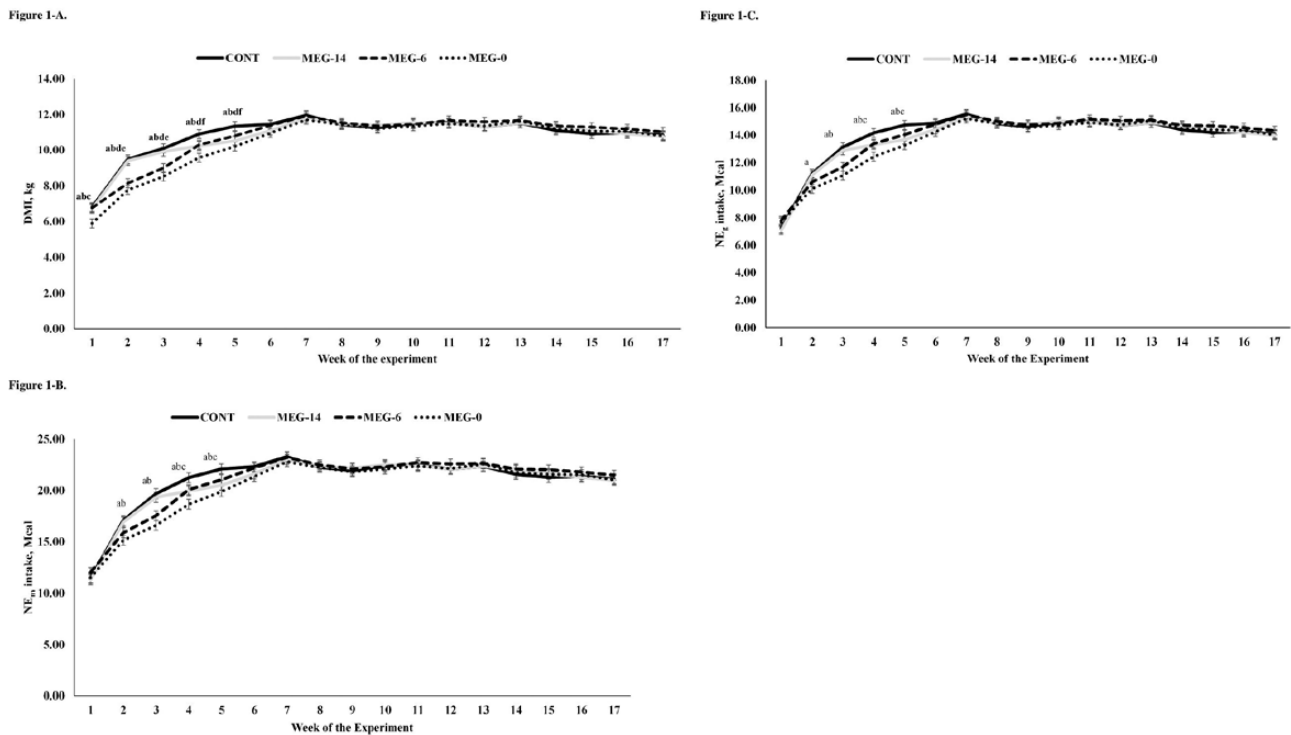 Figure 1-A.
CONT MEG-14 MEG-6 MEG-0
14.00
12.00
10.00
8.00
6.00
4.00
2.00
0.00
DMI, kg
abc
abde
abde
abdf
abdf
1 2 3 4 5 6 7 8 9 10 11 12 13 14 15 16 17
Week of the experiment
Figure 1-B.
CONT MEG-14 MEG-6 MEG-0
25.00
20.00
15.00
10.00
5.00
0.00
NEm intake, Mcal
ab
ab
abc
abc
1 2 3 4 5 6 7 8 9 10 11 12 13 14 15 16 17
Week of the Experiment
Figure 1-C.
CONT MEG-14 MEG-6 MEG-0
18.00
16.00
14.00
12.00
10.00
8.00
6.00
4.00
2.00
0.00
NEg intake, Mcal
a
ab
abc
abc
1 2 3 4 5 6 7 8 9 10 11 12 13 14 15 16 17
Week of the Experiment